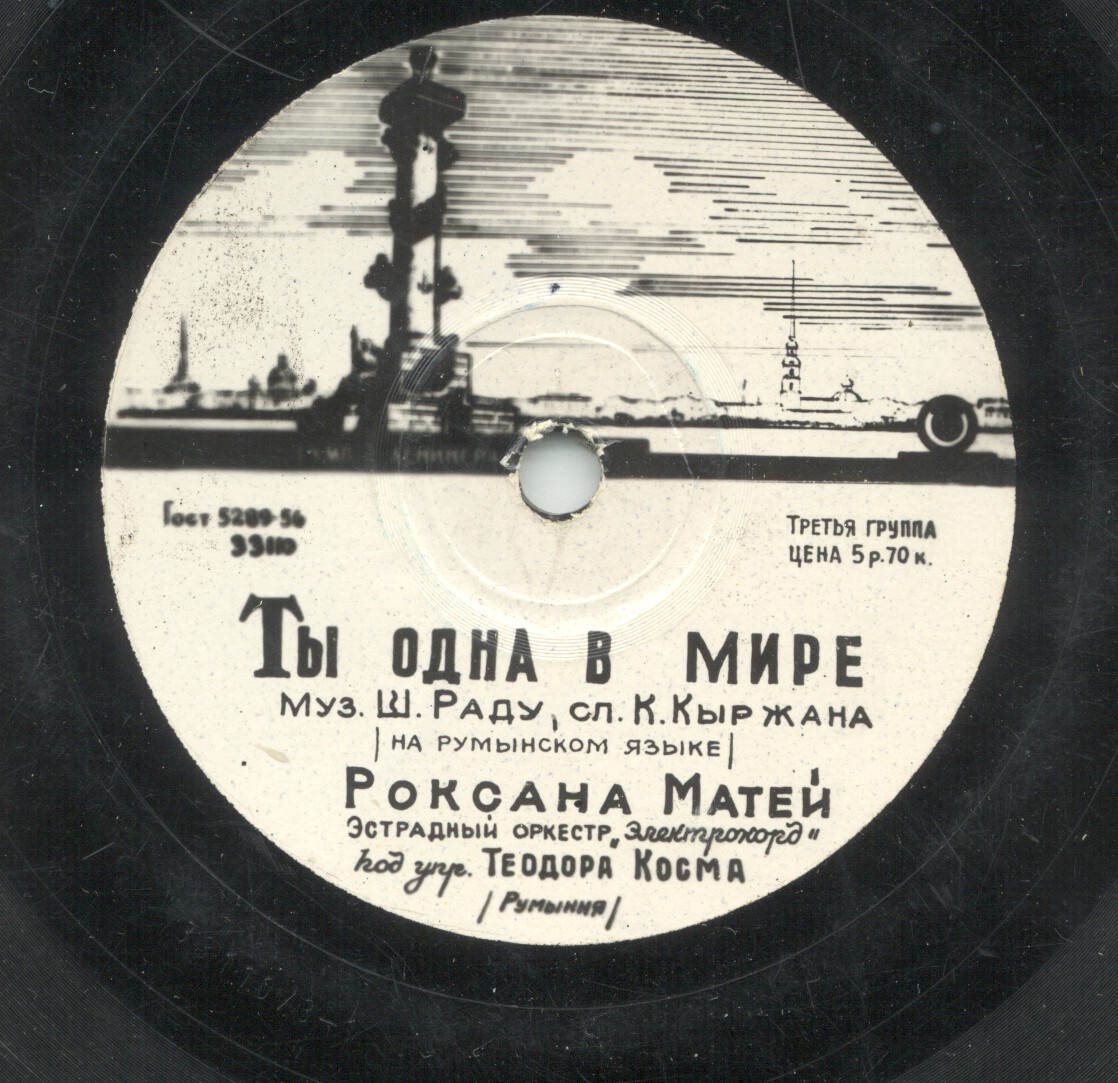 Гост 5289-56
33110
Третья группа
цена 5 р. 70 к.
Ты одна в мире
муз. Ш. Раду, сл. К. Кыржана
/на румынском языке/
Роксана Матей
эстрадный оркестр „Электрокорд"
под упр. Теодора Косма
/Румыния/